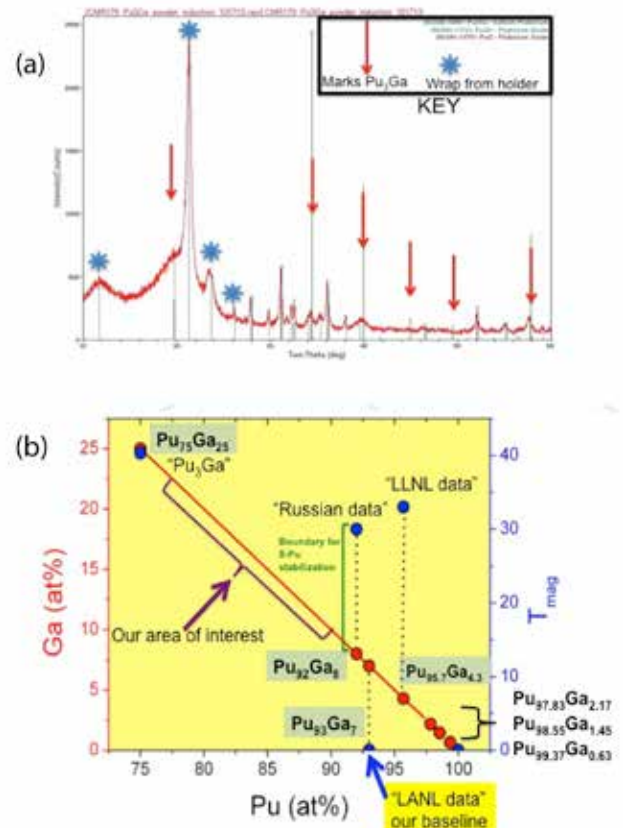 (a)
Marks Pu₃Ga
Wrap from holder
KEY
Intensity(Counts)
Two-Theta (deg)
(b)
Pu₇₅Ga₂₅
"Pu₃Ga"
"Russian data"
"LLNL data"
Boundary for
δ-Pu
stabilization
Our area of interest
Pu₉₂Ga₈
Pu₉₅.₇Ga₄.₃
Pu₉₃Ga₇
Pu₉₇.₈₃Ga₂.₁₇
Pu₉₈.₅₅Ga₁.₄₅
Pu₉₉.₃₇Ga₀.₆₃
Ga (at%)
25
20
15
10
5
0
T_mag
40
30
20
10
0
75
80
85
90
95
100
Pu (at%)
"LANL data"
our baseline